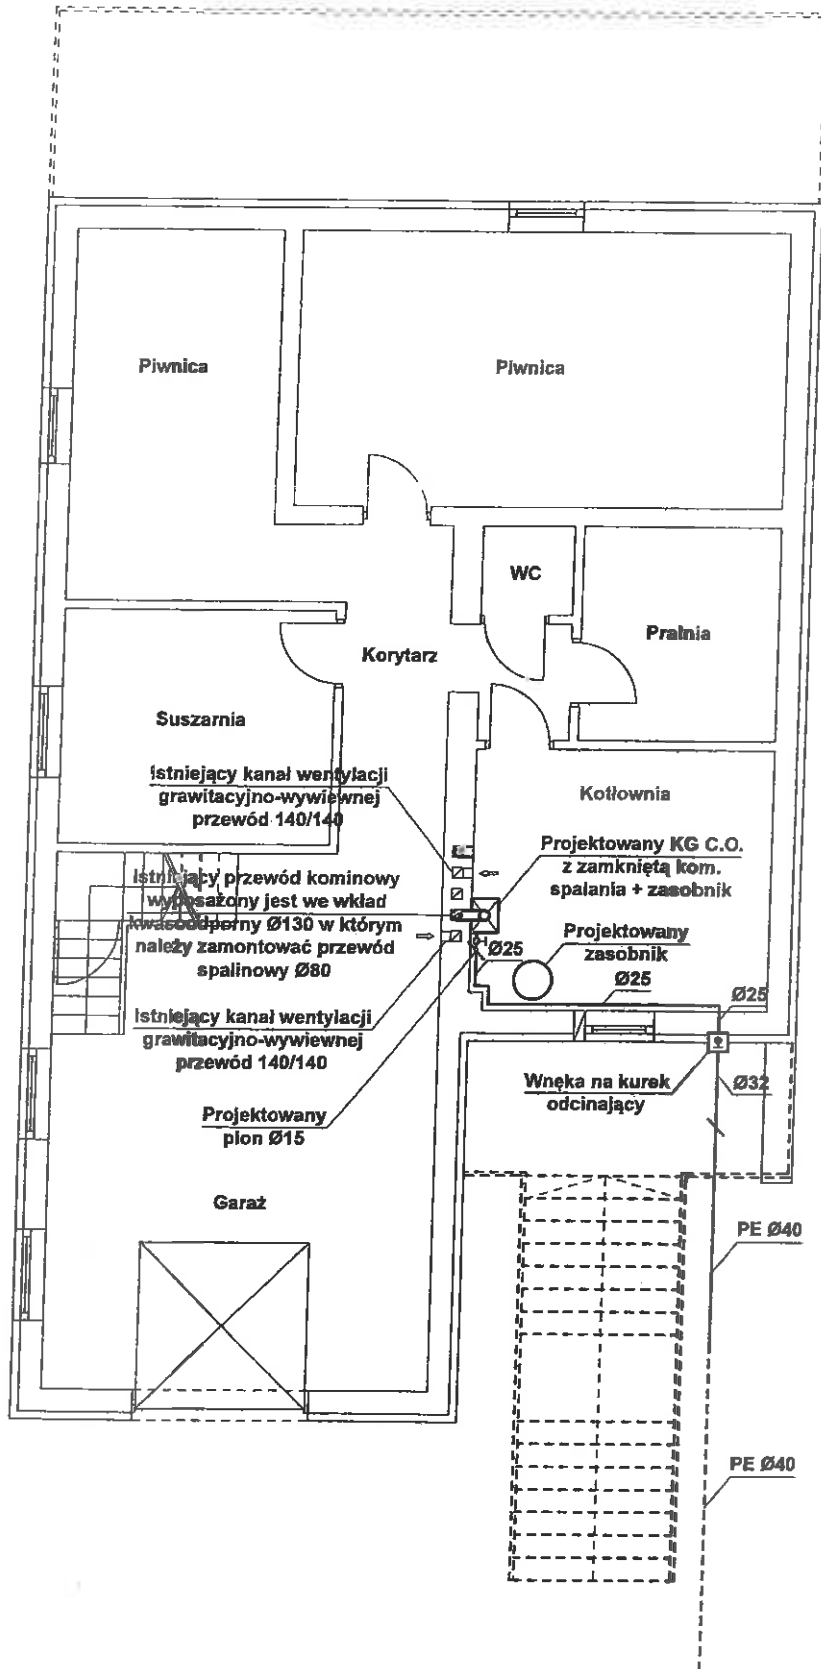 Piwnica
Piwnica
WC
Pralnia
Korytarz
Suszarnia
Istniejący kanał wentylacji
grawitacyjno-wywiewnej
przewód 140/140
Kotłownia
Projektowany KG C.O.
z zamkniętą kom.
spalania + zasobnik
Istniejący przewód kominowy
wyposażony jest we wkład
kwasoodporny Ø130 w którym
należy zamontować przewód
spalinowy Ø80
Projektowany
zasobnik
Ø25
Ø25
Ø25
Istniejący kanał wentylacji
grawitacyjno-wywiewnej
przewód 140/140
Wnęka na kurek
odcinający
Ø32
Projektowany
pion Ø15
Garaż
PE Ø40
PE Ø40